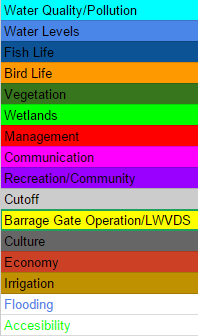 Water Quality/Pollution
Water Levels
Fish Life
Bird Life
Vegetation
Wetlands
Management
Communication
Recreation/Community
Cutoff
Barrage Gate Operation/LWVDS
Culture
Economy
Irrigation
Flooding
Accesibility